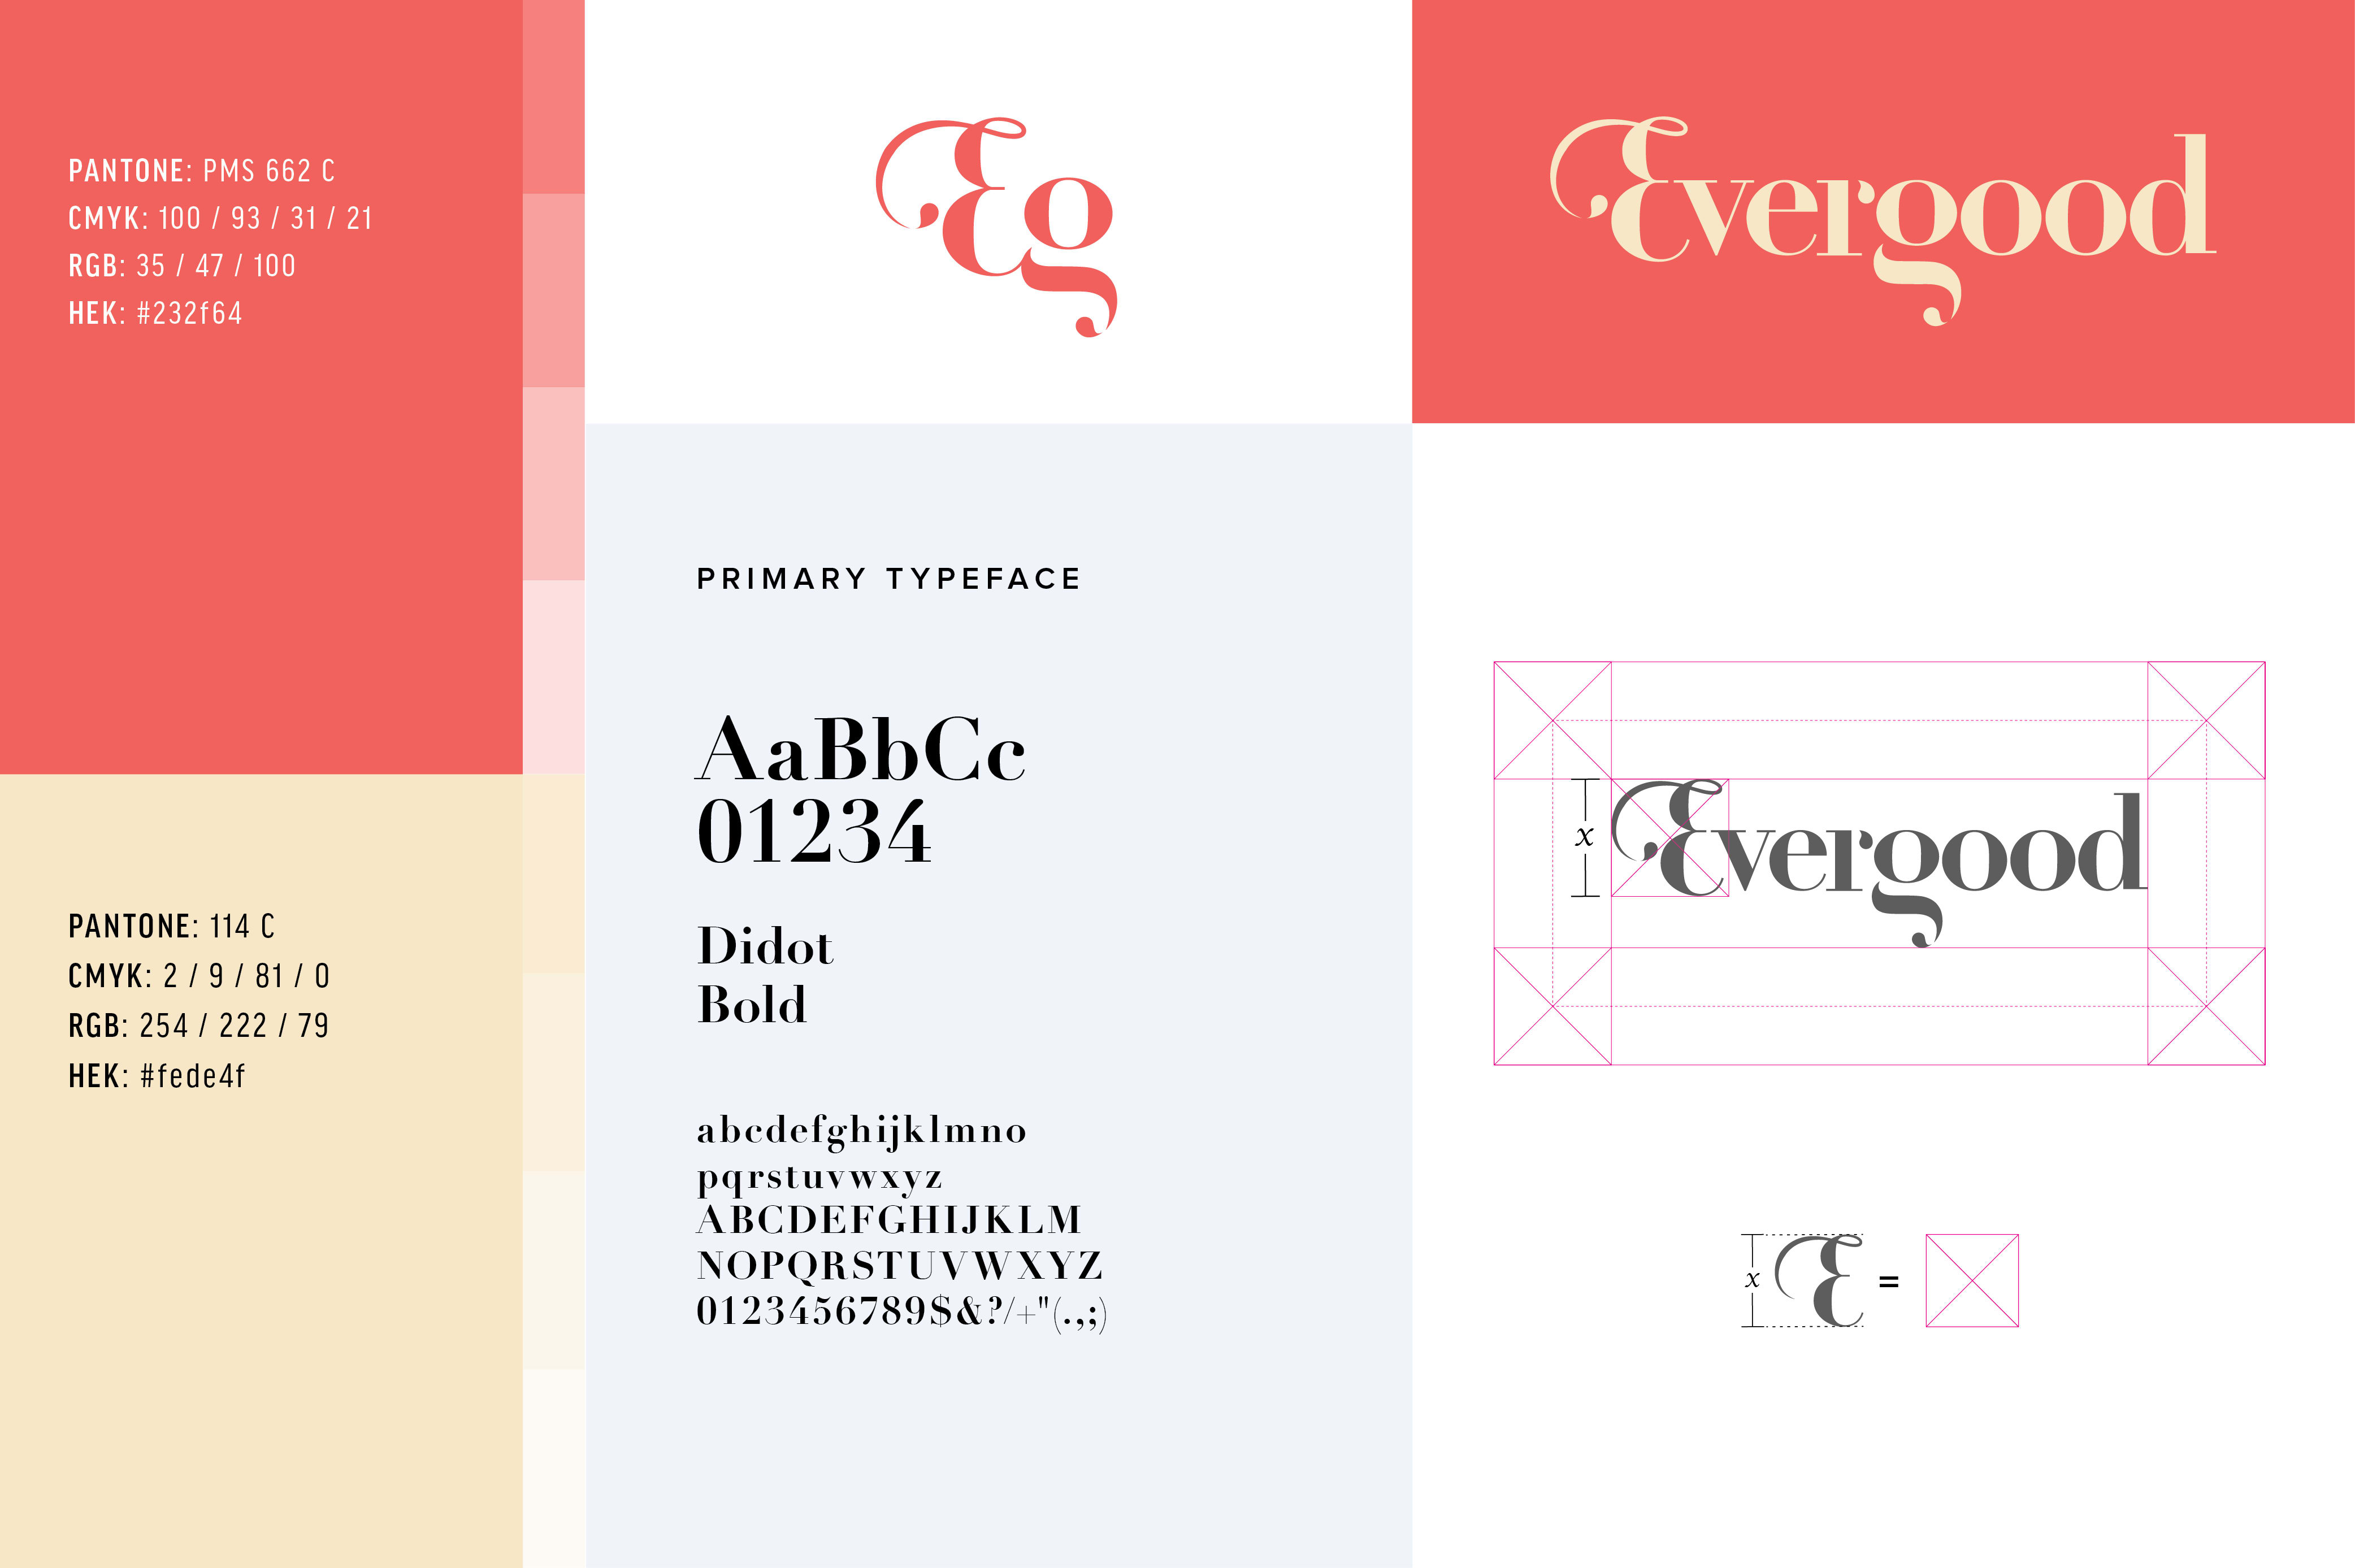 PANTONE: PMS 662 C
CMYK: 100 / 93 / 31 / 21
RGB: 35 / 47 / 100
HEK: #232f64
PANTONE: 114 C
CMYK: 2 / 9 / 81 / 0
RGB: 254 / 222 / 79
HEK: #fede4f
Eg
PRIMARY TYPEFACE
AaBbCc
01234
Didot
Bold
abcdefghijklmno
pqrstuvwxyz
ABCDEFGHIJKLM
NOPQRSTUVWXYZ
0123456789$&?/+"(.,;)
Evergood
x
Evergood
x E =